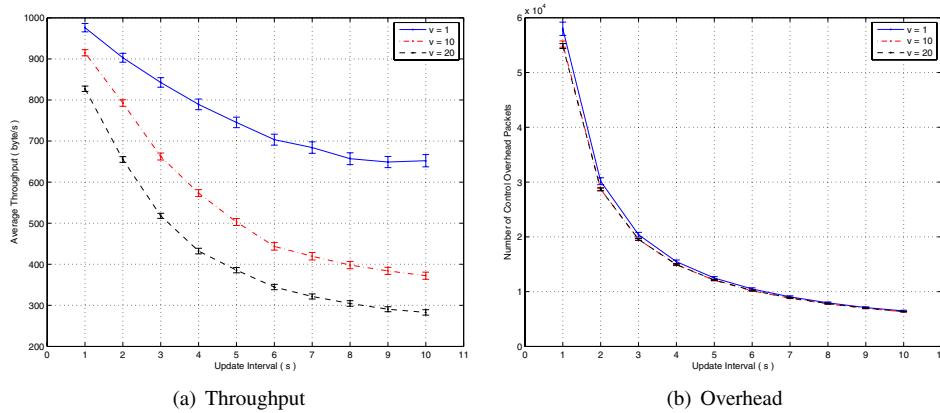 1000
900
800
700
600
500
400
300
200
Average Throughput ( byte/s )
0 1 2 3 4 5 6 7 8 9 10 11
Update Interval ( s )
v = 1
v = 10
v = 20
(a) Throughput
x 10^4
6
5
4
3
2
1
0
Number of Control Overhead Packets
0 1 2 3 4 5 6 7 8 9 10 11
Update Interval ( s )
v = 1
v = 10
v = 20
(b) Overhead